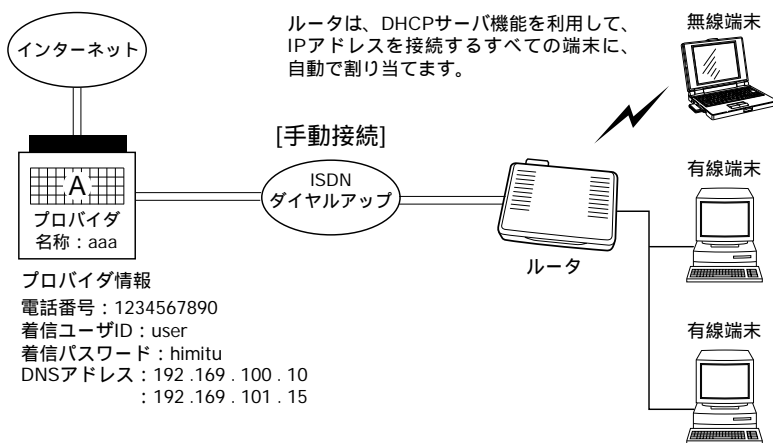 インターネット
ルータは、DHCPサーバ機能を利用して、
IPアドレスを接続するすべての端末に、
自動で割り当てます。
無線端末
[手動接続]
ISDN
ダイヤルアップ
A
プロバイダ
名称：aaa
ルータ
有線端末
有線端末
プロバイダ情報
電話番号：1234567890
着信ユーザID：user
着信パスワード：himitu
DNSアドレス：192 .169 . 100 . 10
：192 .169 . 101 . 15